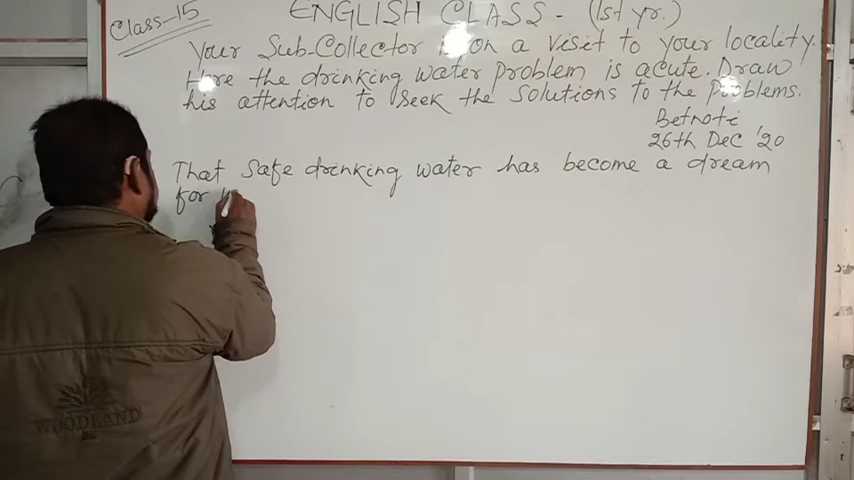 Class-15
ENGLISH CLASS - (1st yr.)
Your Sub-Collector is on a visit to your locality.
Here the drinking water problem is acute. Draw
his attention to seek the solutions to the problems.
Betnoti
26th Dec '20
That safe drinking water has become a dream
for
WOODLAND